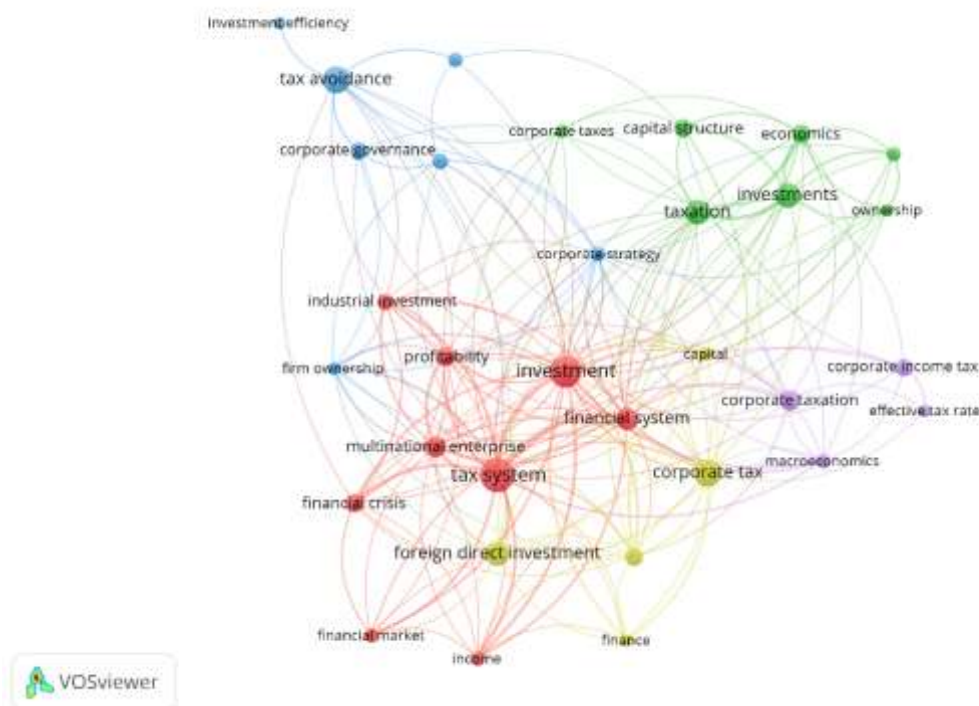 investment efficiency
tax avoidance
corporate taxes
capital structure
economics
corporate governance
investments
taxation
ownership
corporate strategy
industrial investment
profitability
capital
firm ownership
investment
corporate income tax
corporate taxation
effective tax rate
financial system
multinational enterprise
macroeconomics
tax system
corporate tax
financial crisis
foreign direct investment
financial market
finance
income
VOSviewer